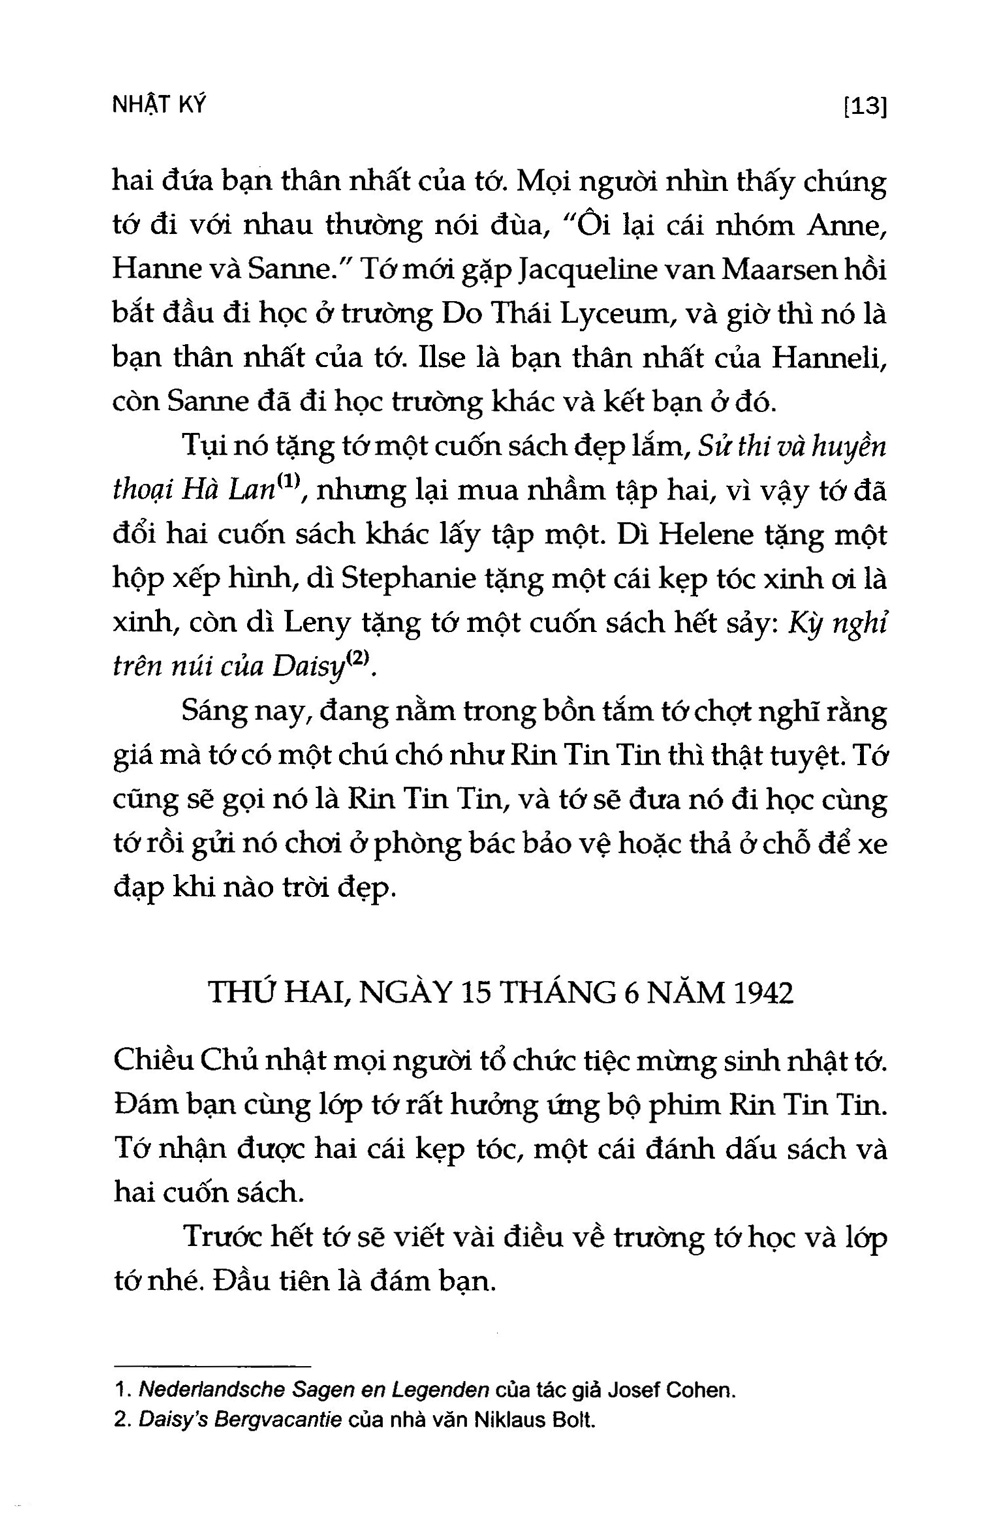 NHẬT KÝ [13]
hai đứa bạn thân nhất của tớ. Mọi người nhìn thấy chúng
tớ đi với nhau thường nói đùa, "Ôi lại cái nhóm Anne,
Hanne và Sanne." Tớ mới gặp Jacqueline van Maarsen hồi
bắt đầu đi học ở trường Do Thái Lyceum, và giờ thì nó là
bạn thân nhất của tớ. Ilse là bạn thân nhất của Hanneli,
còn Sanne đã đi học trường khác và kết bạn ở đó.
Tụi nó tặng tớ một cuốn sách đẹp lắm, Sử thi và huyền
thoại Hà Lan(1), nhưng lại mua nhầm tập hai, vì vậy tớ đã
đổi hai cuốn sách khác lấy tập một. Dì Helene tặng một
hộp xếp hình, dì Stephanie tặng một cái kẹp tóc xinh ơi là
xinh, còn dì Leny tặng tớ một cuốn sách hết sảy: Kỳ nghỉ
trên núi của Daisy(2).
Sáng nay, đang nằm trong bồn tắm tớ chợt nghĩ rằng
giá mà tớ có một chú chó như Rin Tin Tin thì thật tuyệt. Tớ
cũng sẽ gọi nó là Rin Tin Tin, và tớ sẽ đưa nó đi học cùng
tớ rồi gửi nó chơi ở phòng bác bảo vệ hoặc thả ở chỗ để xe
đạp khi nào trời đẹp.
THỨ HAI, NGÀY 15 THÁNG 6 NĂM 1942
Chiều Chủ nhật mọi người tổ chức tiệc mừng sinh nhật tớ.
Đám bạn cùng lớp tớ rất hưởng ứng bộ phim Rin Tin Tin.
Tớ nhận được hai cái kẹp tóc, một cái đánh dấu sách và
hai cuốn sách.
Trước hết tớ sẽ viết vài điều về trường tớ học và lớp
tớ nhé. Đầu tiên là đám bạn.
1. Nederlandsche Sagen en Legenden của tác giả Josef Cohen.
2. Daisy's Bergvacantie của nhà văn Niklaus Bolt.